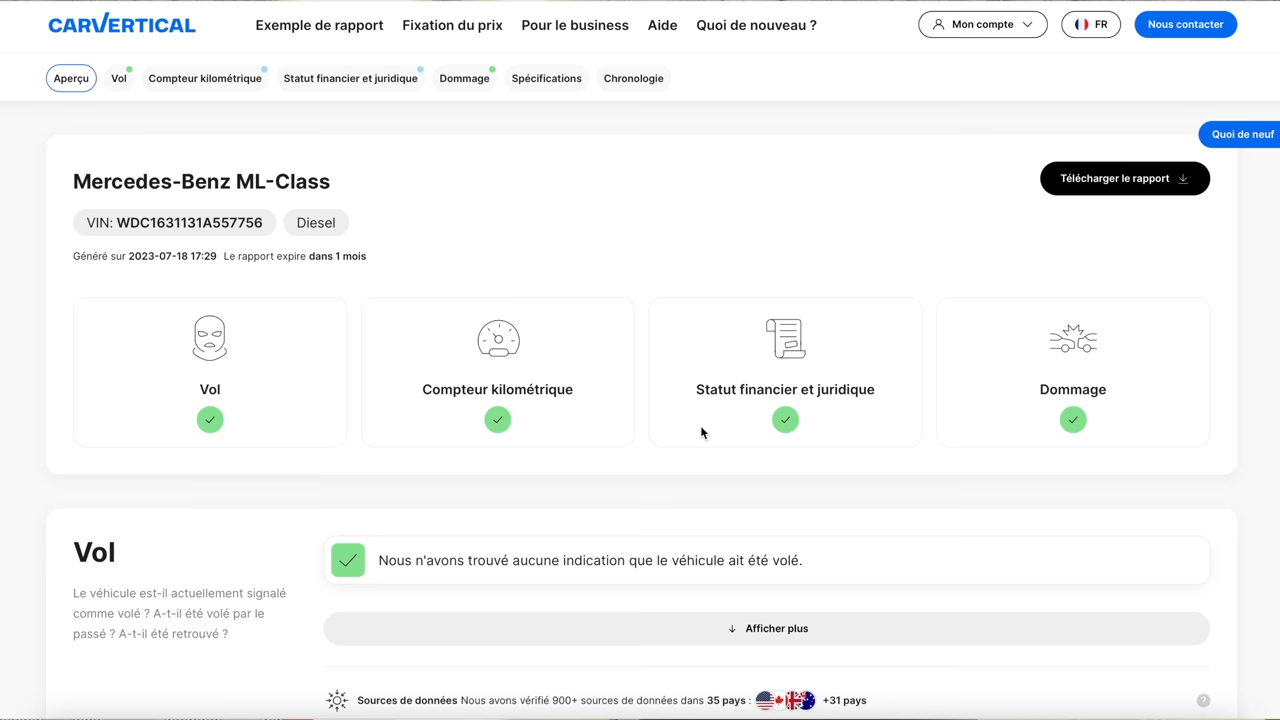 CARVERTICAL
Exemple de rapport
Fixation du prix
Pour le business
Aide
Quoi de neuveau ?
Mon compte
FR
Nous contacter
Aperçu
Vol
Compteur kilométrique
Statut financier et juridique
Dommage
Spécifications
Chronologie
Quoi de neuf
Mercedes-Benz ML-Class
Télécharger le rapport
VIN: WDC1631131A557756
Diesel
Généré sur 2023-07-18 17:29 Le rapport expire dans 1 mois
Vol
Compteur kilométrique
Statut financier et juridique
Dommage
Vol
Nous n'avons trouvé aucune indication que le véhicule ait été volé.
Le véhicule est-il actuellement signalé
comme volé ? A-t-il été volé par le
passé ? A-t-il été retrouvé ?
Afficher plus
Sources de données Nous avons vérifié 900+ sources de données dans 35 pays : +31 pays
?